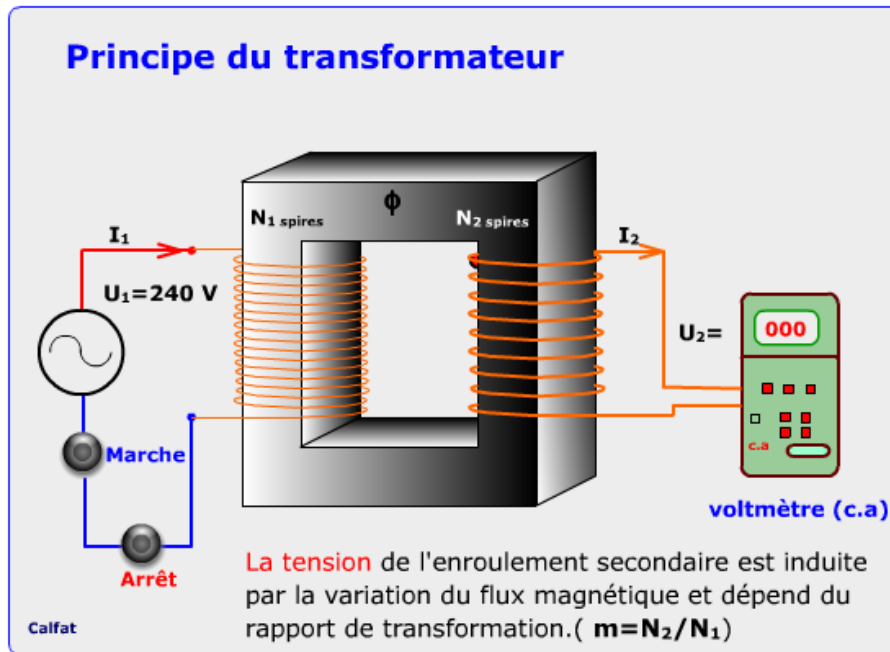 Principe du transformateur
ϕ
N1 spires
N2 spires
I1
I2
U1=240 V
U2=
000
Marche
c.a
voltmètre (c.a)
Arrêt
La tension de l'enroulement secondaire est induite
par la variation du flux magnétique et dépend du
rapport de transformation.( m=N2/N1)
Calfat